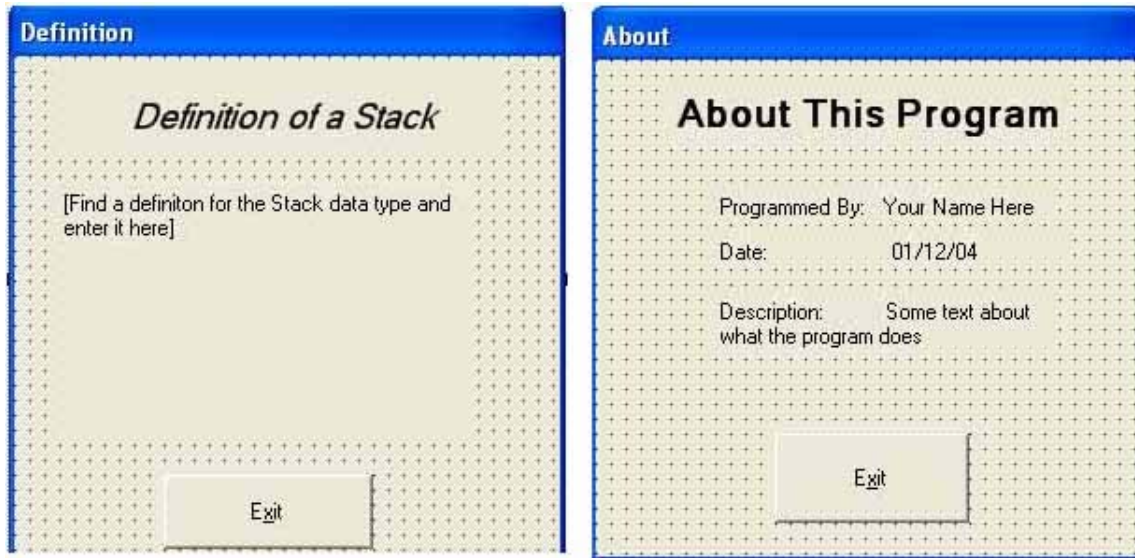 Definition
Definition of a Stack
[Find a definiton for the Stack data type and
enter it here]
Exit
About
About This Program
Programmed By: Your Name Here
Date: 01/12/04
Description: Some text about
what the program does
Exit